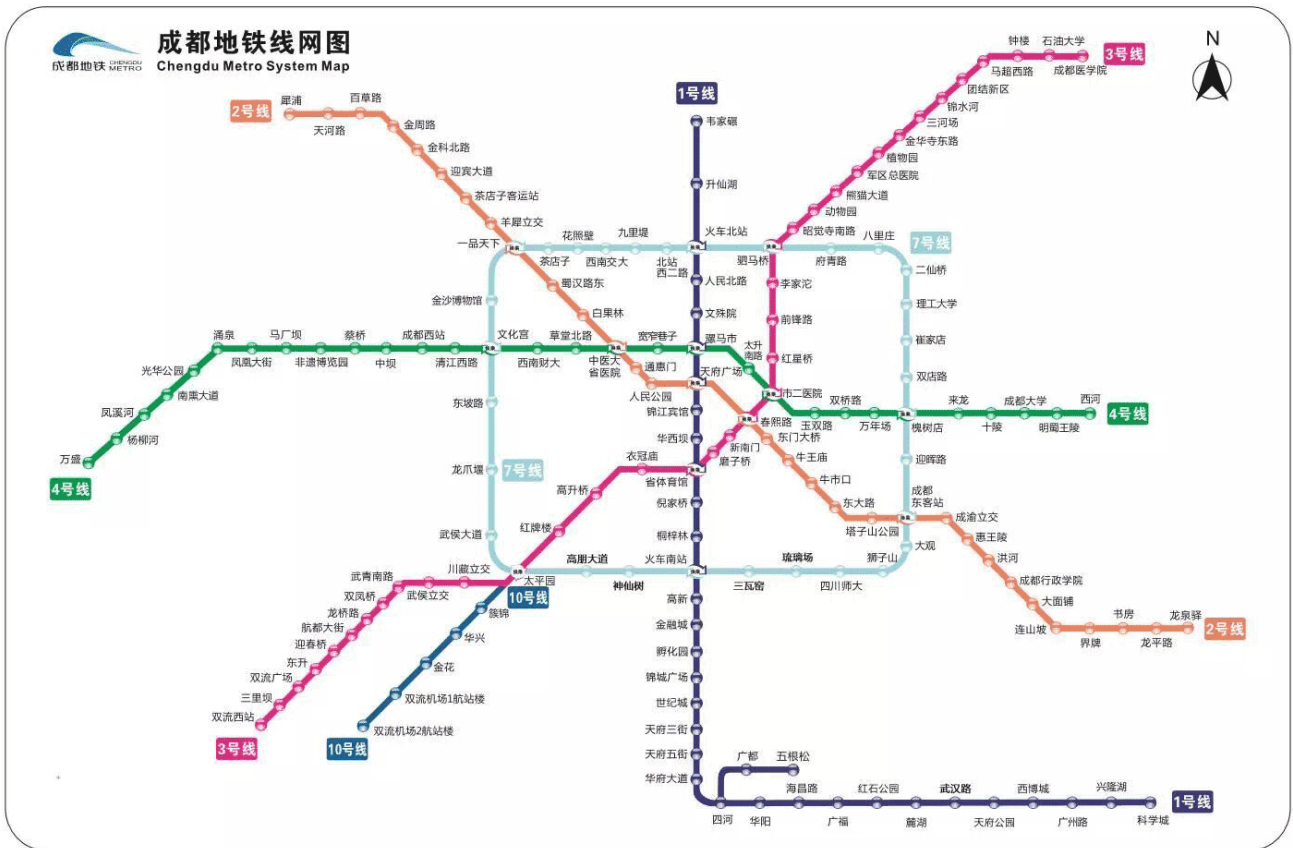 成都地铁线网图
Chengdu Metro System Map
成都地铁 CHENGDU METRO
N
1号线
韦家碾
升仙湖
火车北站
人民北路
文殊院
骡马市
天府广场
锦江宾馆
华西坝
省体育馆
倪家桥
桐梓林
火车南站
高新
金融城
孵化园
锦城广场
世纪城
天府三街
天府五街
华府大道
四河
广都
五根松
华阳
海昌路
广福
红石公园
麓湖
武汉路
天府公园
西博城
广州路
兴隆湖
科学城
1号线
2号线
犀浦
天河路
百草路
金周路
金科北路
迎宾大道
茶店子客运站
羊犀立交
一品天下
蜀汉路东
白果林
中医大
省医院
通惠门
人民公园
春熙路
东门大桥
牛王庙
牛市口
东大路
塔子山公园
成都
东客站
成渝立交
惠王陵
洪河
成都行政学院
大面铺
连山坡
界牌
书房
龙平路
龙泉驿
2号线
3号线
成都医学院
石油大学
钟楼
马超西路
团结新区
锦水河
三河场
金华寺东路
植物园
军区总医院
熊猫大道
动物园
昭觉寺南路
驷马桥
李家沱
前锋路
红星桥
市二医院
新南门
磨子桥
衣冠庙
高升桥
红牌楼
太平园
川藏立交
武侯立交
武青南路
双凤桥
龙桥路
航都大街
迎春桥
东升
双流广场
三里坝
双流西站
3号线
4号线
万盛
杨柳河
凤溪河
南熏大道
光华公园
涌泉
凤凰大街
马厂坝
非遗博览园
蔡桥
中坝
成都西站
清江西路
文化宫
西南财大
草堂北路
宽窄巷子
太升
南路
玉双路
双桥路
万年场
槐树店
来龙
十陵
成都大学
明蜀王陵
西河
4号线
7号线
茶店子
花照壁
西南交大
九里堤
北站
西二路
府青路
八里庄
二仙桥
理工大学
崔家店
双店路
迎晖路
大观
狮子山
四川师大
琉璃场
三瓦窑
神仙树
高朋大道
武侯大道
龙爪堰
东坡路
金沙博物馆
7号线
10号线
簇锦
华兴
金花
双流机场1航站楼
双流机场2航站楼
10号线